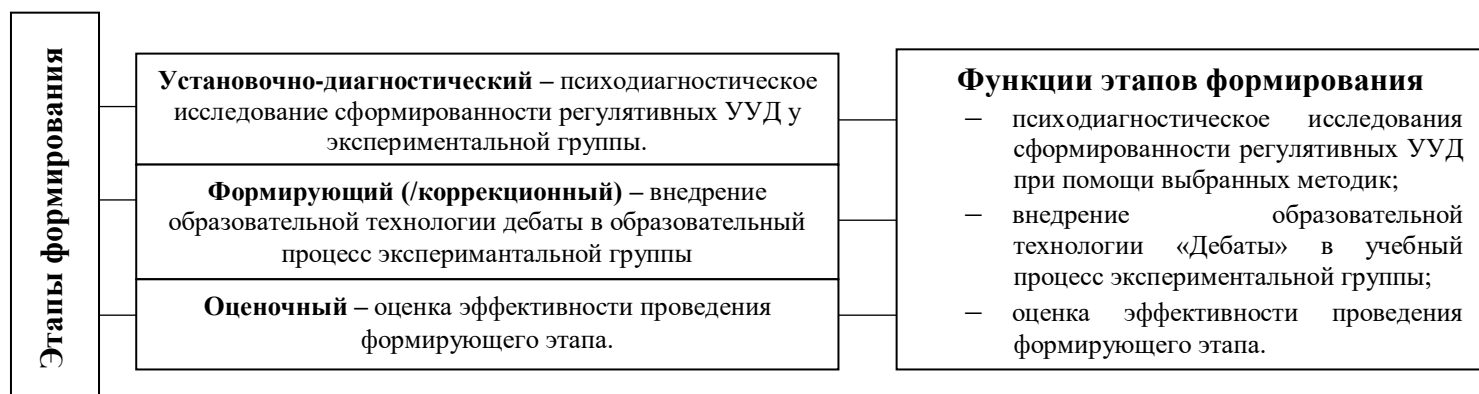 Этапы формирования
Установочно-диагностический – психодиагностическое
исследование сформированности регулятивных УУД у
экспериментальной группы.
Формирующий (/коррекционный) – внедрение
образовательной технологии дебаты в образовательный
процесс эксперимантальной группы
Оценочный – оценка эффективности проведения
формирующего этапа.
Функции этапов формирования
– психодиагностическое исследования
сформированности регулятивных УУД
при помощи выбранных методик;
– внедрение образовательной
технологии «Дебаты» в учебный
процесс экспериментальной группы;
– оценка эффективности проведения
формирующего этапа.